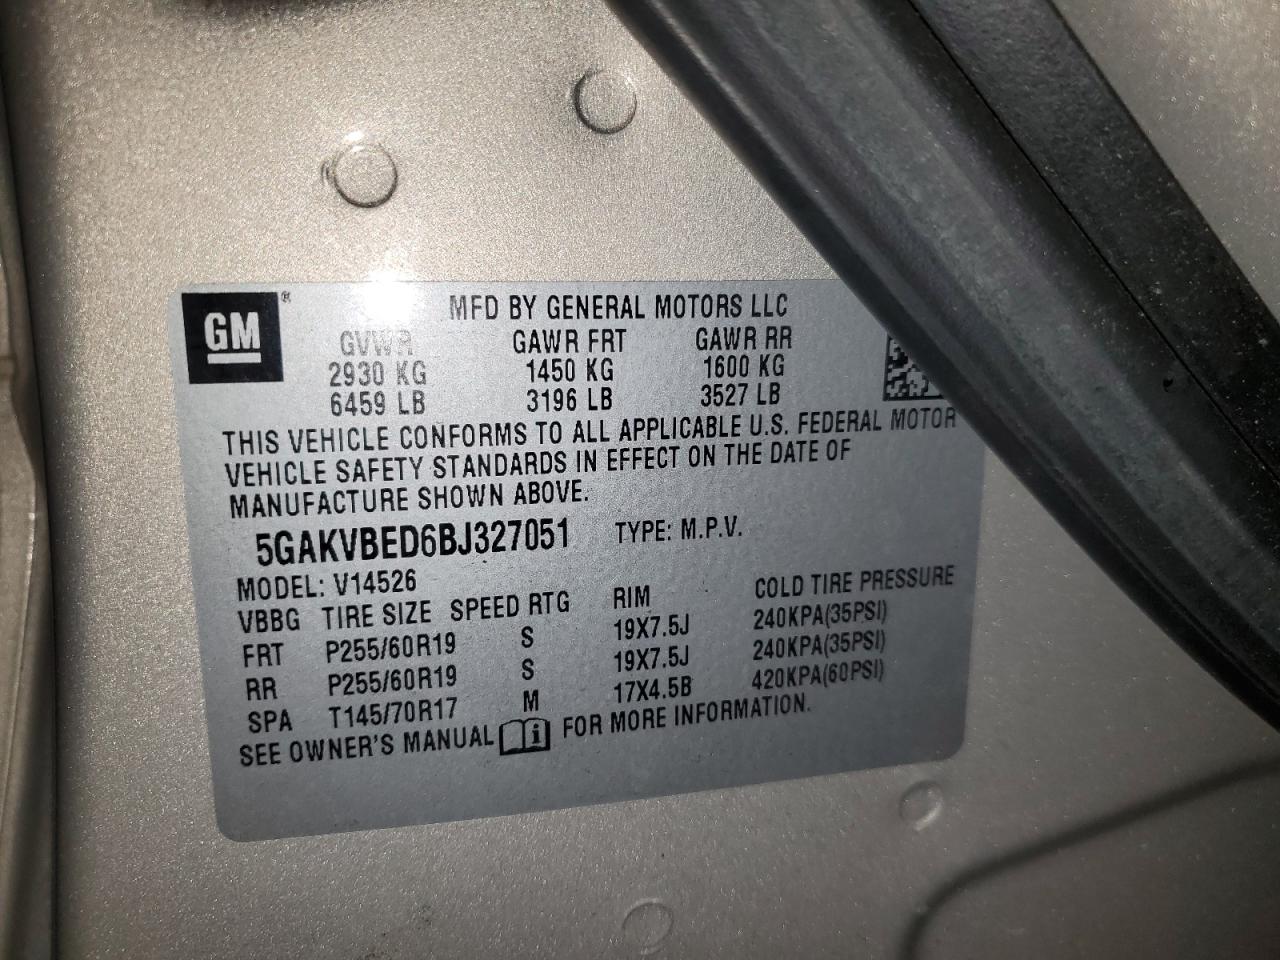 GM ®
MFD BY GENERAL MOTORS LLC
GVWR GAWR FRT GAWR RR
2930 KG 1450 KG 1600 KG
6459 LB 3196 LB 3527 LB
THIS VEHICLE CONFORMS TO ALL APPLICABLE U.S. FEDERAL MOTOR
VEHICLE SAFETY STANDARDS IN EFFECT ON THE DATE OF
MANUFACTURE SHOWN ABOVE.
5GAKVBED6BJ327051 TYPE: M.P.V.
MODEL: V14526
VBBG TIRE SIZE SPEED RTG RIM COLD TIRE PRESSURE
FRT P255/60R19 S 19X7.5J 240KPA(35PSI)
RR P255/60R19 S 19X7.5J 240KPA(35PSI)
SPA T145/70R17 M 17X4.5B 420KPA(60PSI)
SEE OWNER'S MANUAL i FOR MORE INFORMATION.